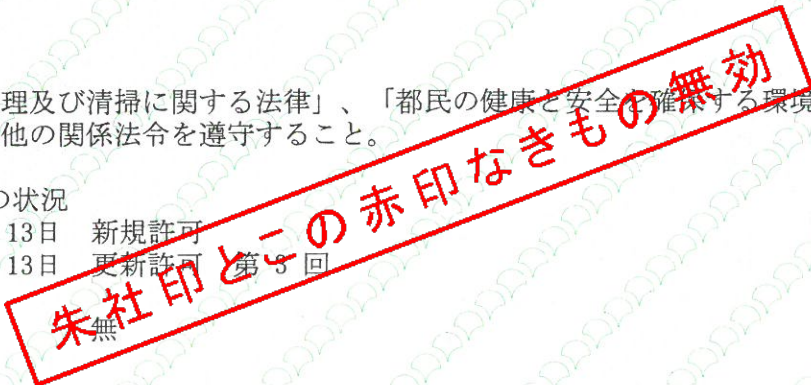 理及び清掃に関する法律」、「都民の健康と安全を確保する環境
他の関係法令を遵守すること。
の状況
13日 新規許可
13日 更新許可 第 3 回
無
朱社印とこの赤印なきもの無効